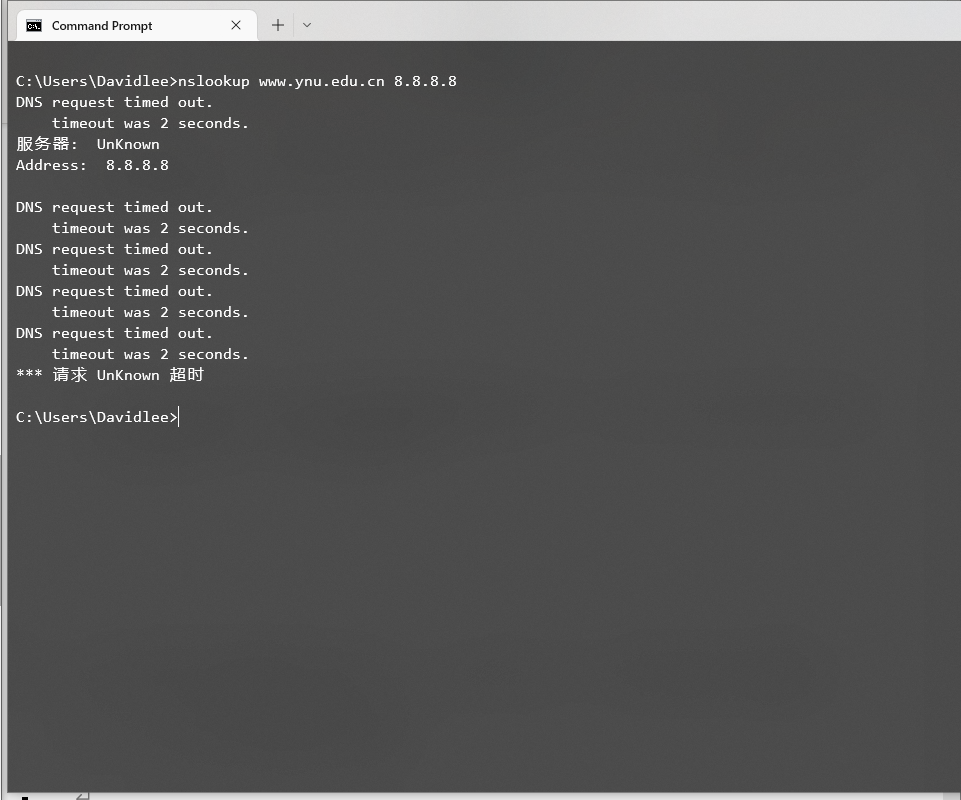 Command Prompt
C:\Users\Davidlee>nslookup www.ynu.edu.cn 8.8.8.8
DNS request timed out.
    timeout was 2 seconds.
服务器:  UnKnown
Address:  8.8.8.8
DNS request timed out.
    timeout was 2 seconds.
DNS request timed out.
    timeout was 2 seconds.
DNS request timed out.
    timeout was 2 seconds.
DNS request timed out.
    timeout was 2 seconds.
*** 请求 UnKnown 超时
C:\Users\Davidlee>